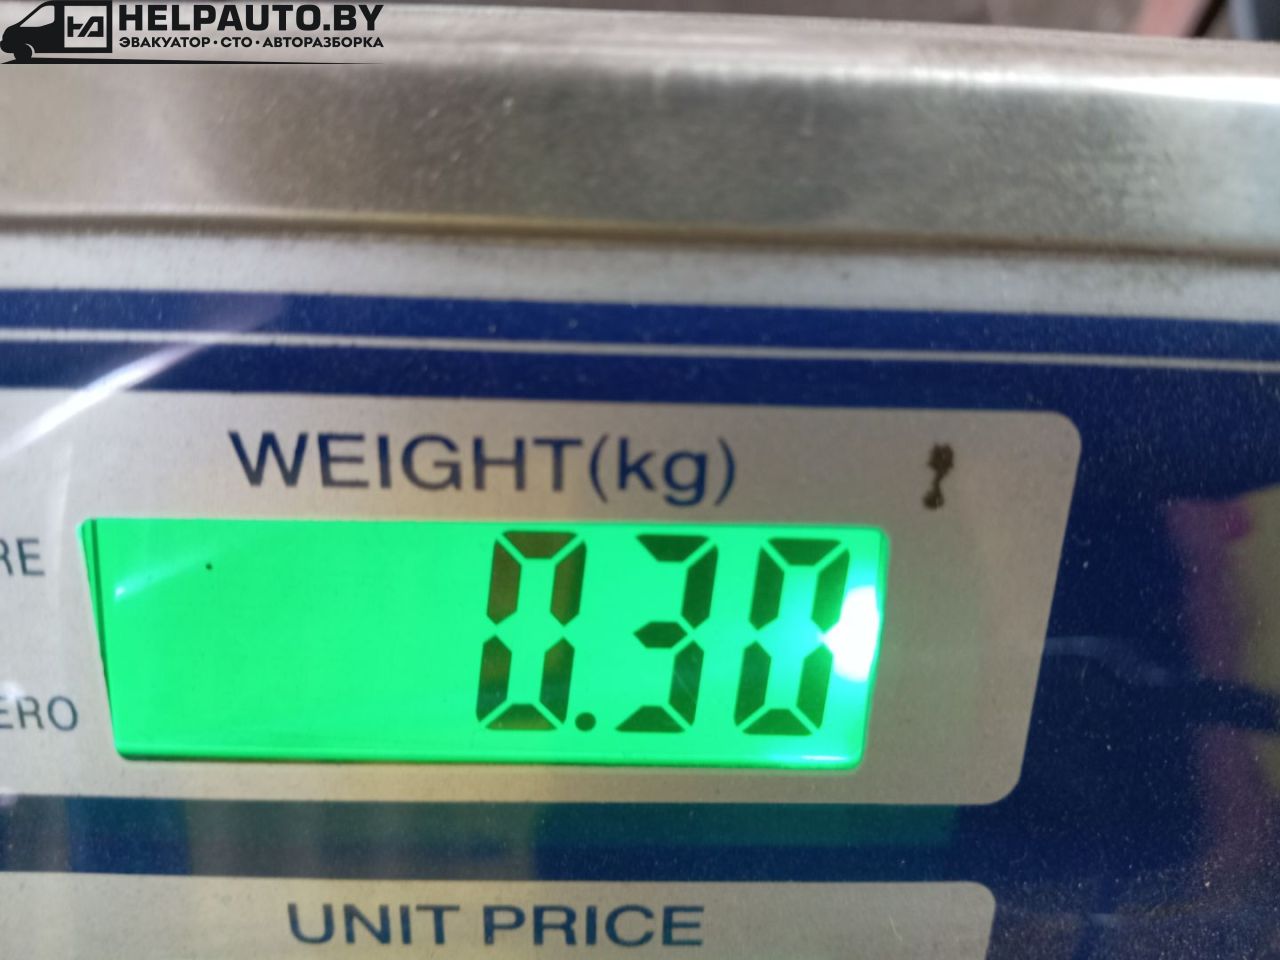 HELPAUTO.BY
ЭВАКУАТОР·СТО·АВТОРАЗБОРКА
WEIGHT(kg)
RE
0.30
ERO
UNIT PRICE